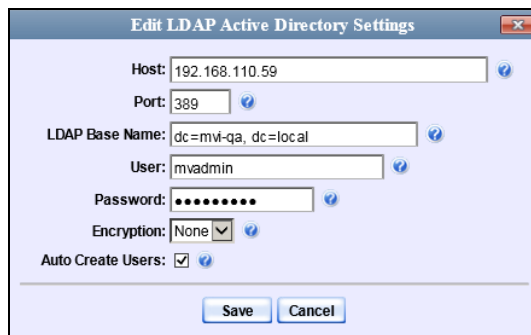 Edit LDAP Active Directory Settings
Host: 192.168.110.59
Port: 389
LDAP Base Name: dc=mvi-qa, dc=local
User: mvadmin
Password: •••••••••
Encryption: None
Auto Create Users:
Save Cancel